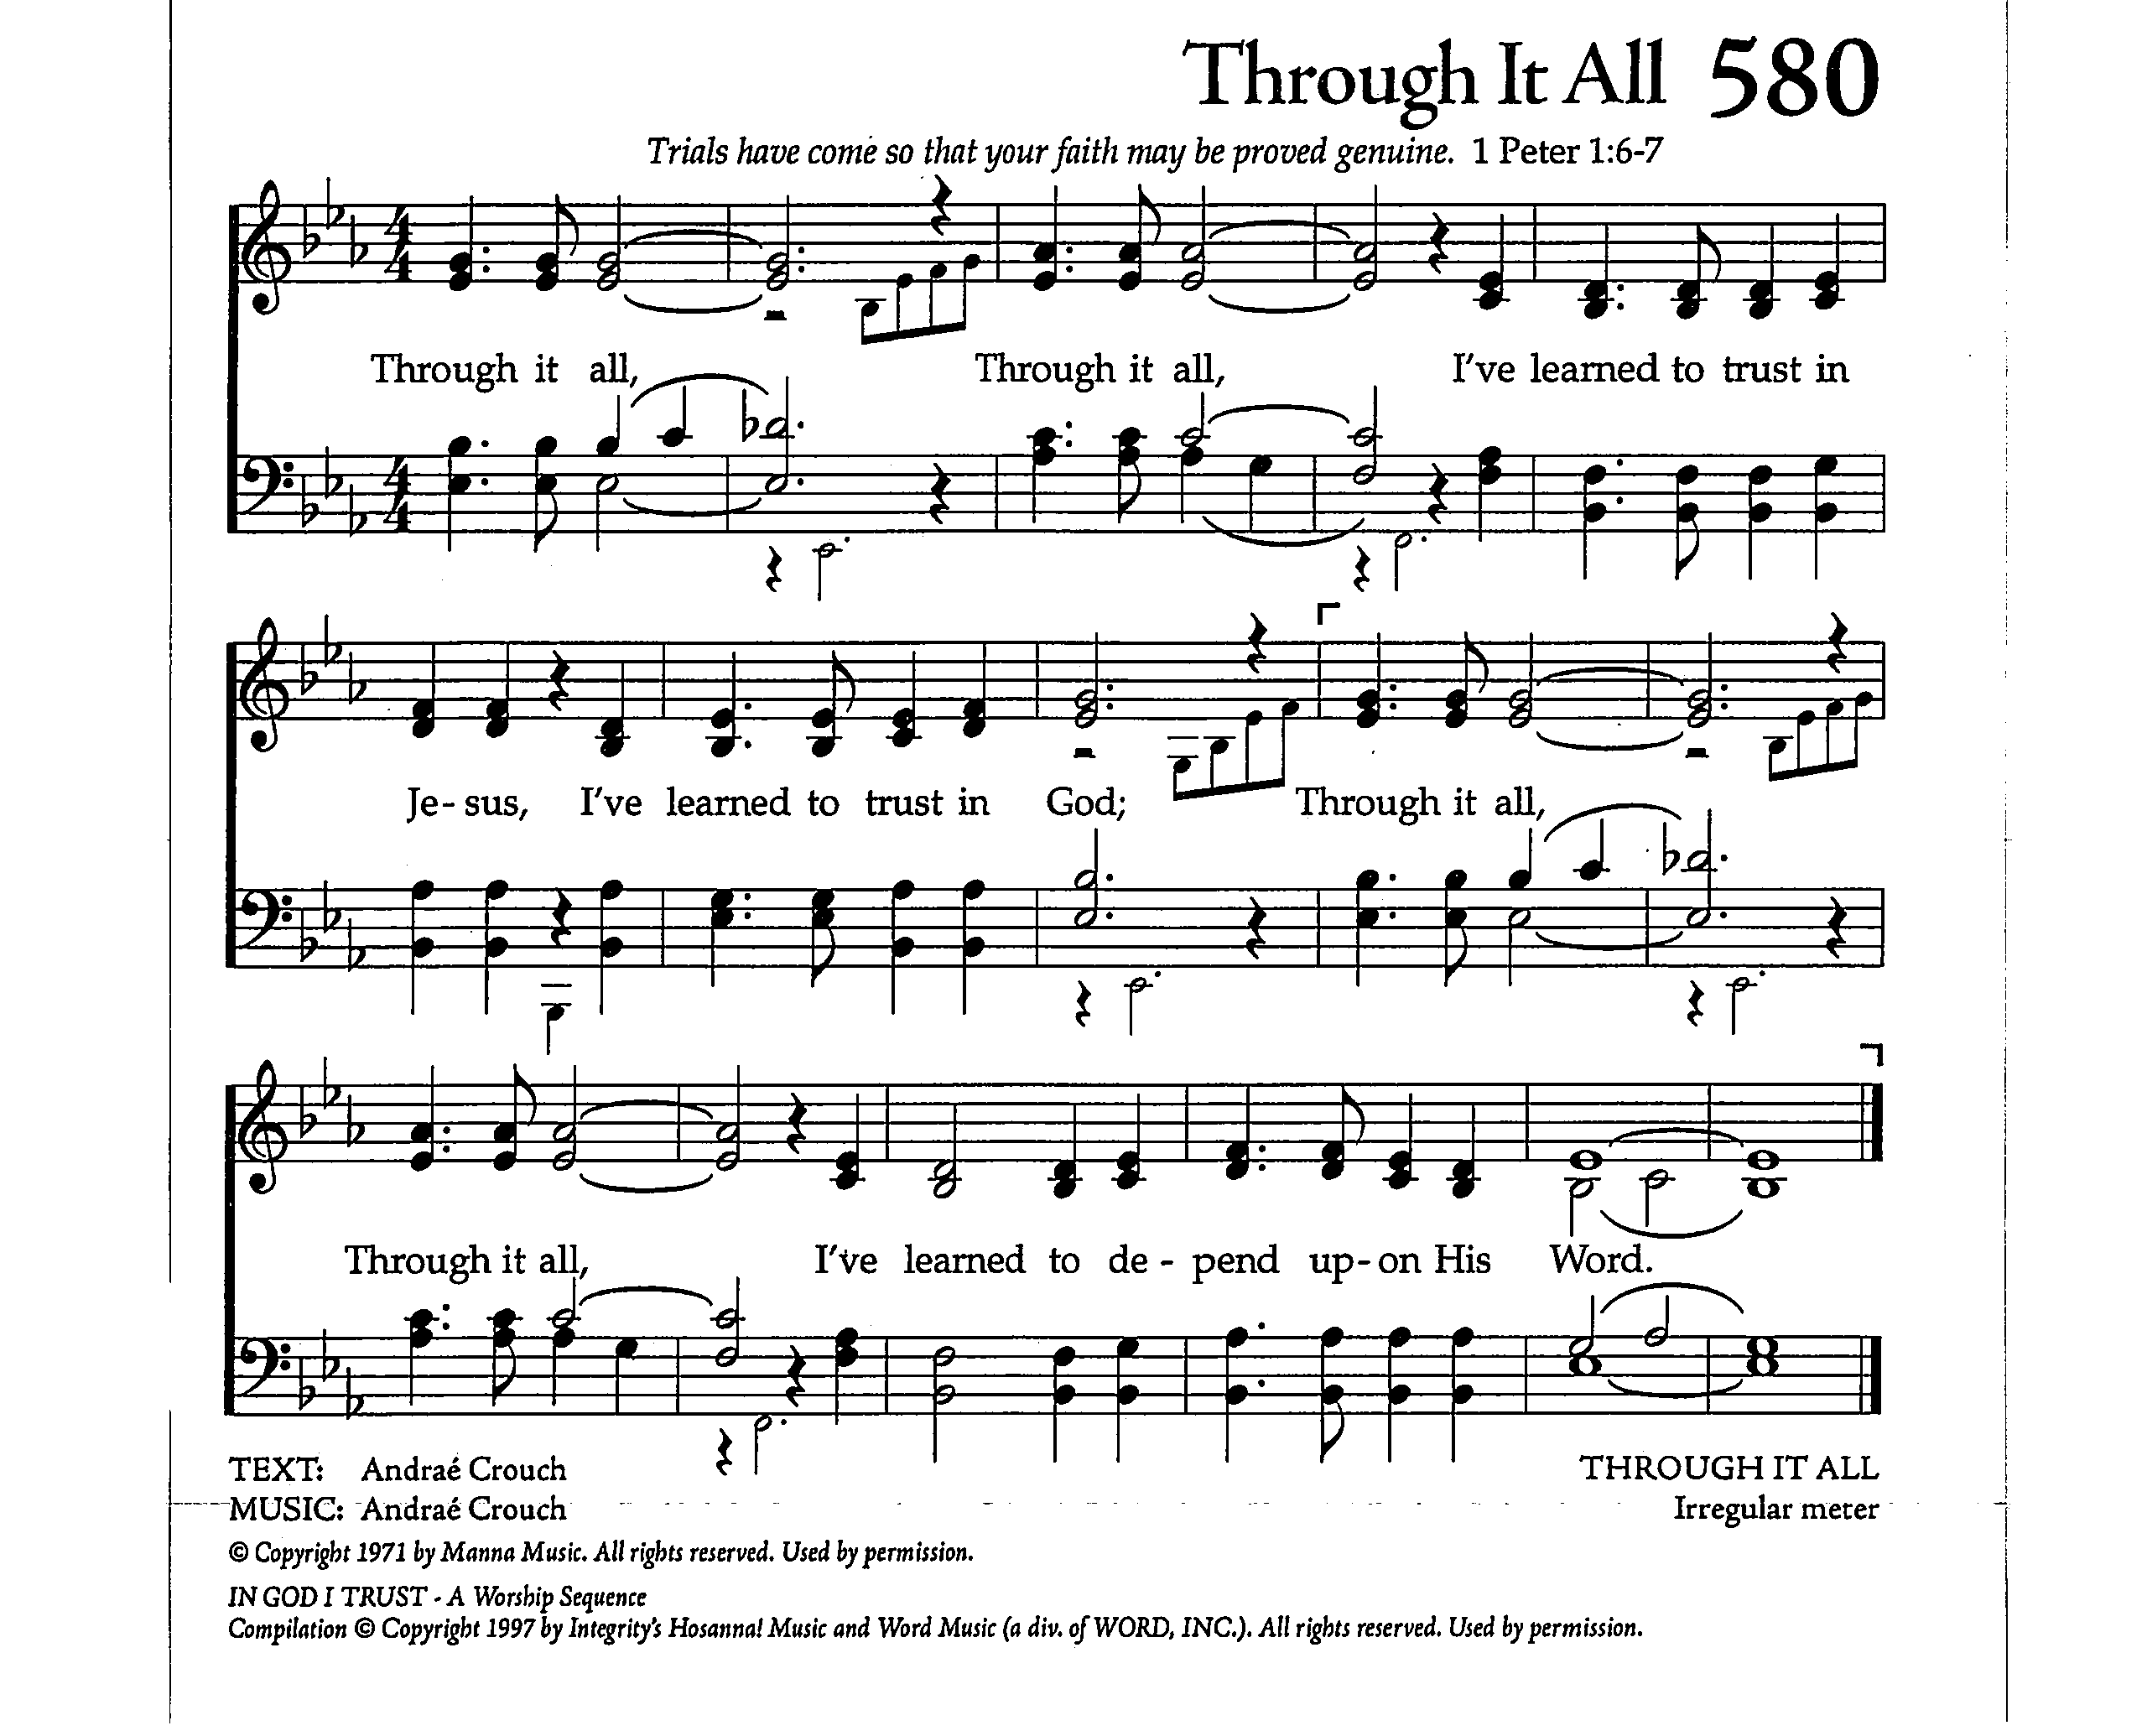 Through It All 580
Trials have come so that your faith may be proved genuine. 1 Peter 1:6-7
4/4
Through it all, Through it all, I've learned to trust in
4/4
Je- sus, I've learned to trust in God; Through it all,
Through it all, I've learned to de - pend up- on His Word.
TEXT: Andraé Crouch THROUGH IT ALL
MUSIC: Andraé Crouch Irregular meter
© Copyright 1971 by Manna Music. All rights reserved. Used by permission.
IN GOD I TRUST - A Worship Sequence
Compilation © Copyright 1997 by Integrity's Hosanna! Music and Word Music (a div. of WORD, INC.). All rights reserved. Used by permission.